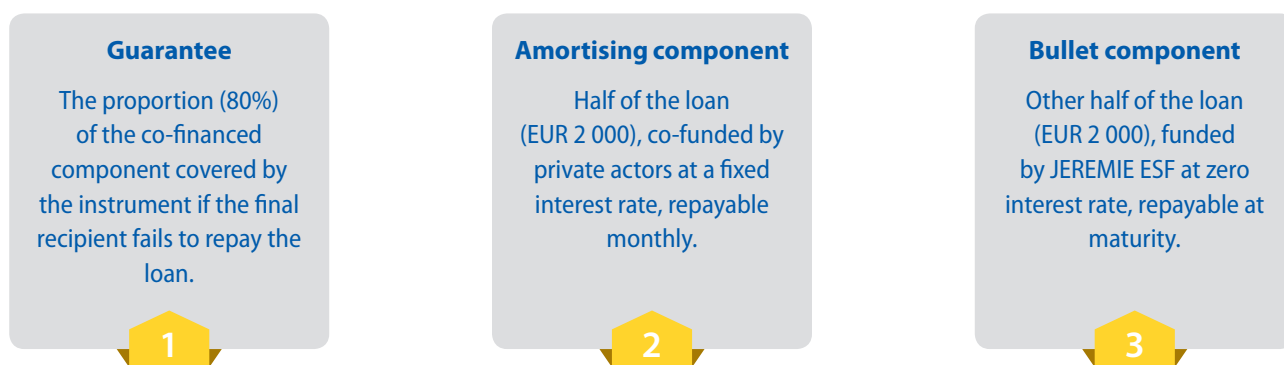 Guarantee
The proportion (80%)
of the co-financed
component covered by
the instrument if the final
recipient fails to repay the
loan.
1
Amortising component
Half of the loan
(EUR 2 000), co-funded by
private actors at a fixed
interest rate, repayable
monthly.
2
Bullet component
Other half of the loan
(EUR 2 000), funded
by JEREMIE ESF at zero
interest rate, repayable at
maturity.
3